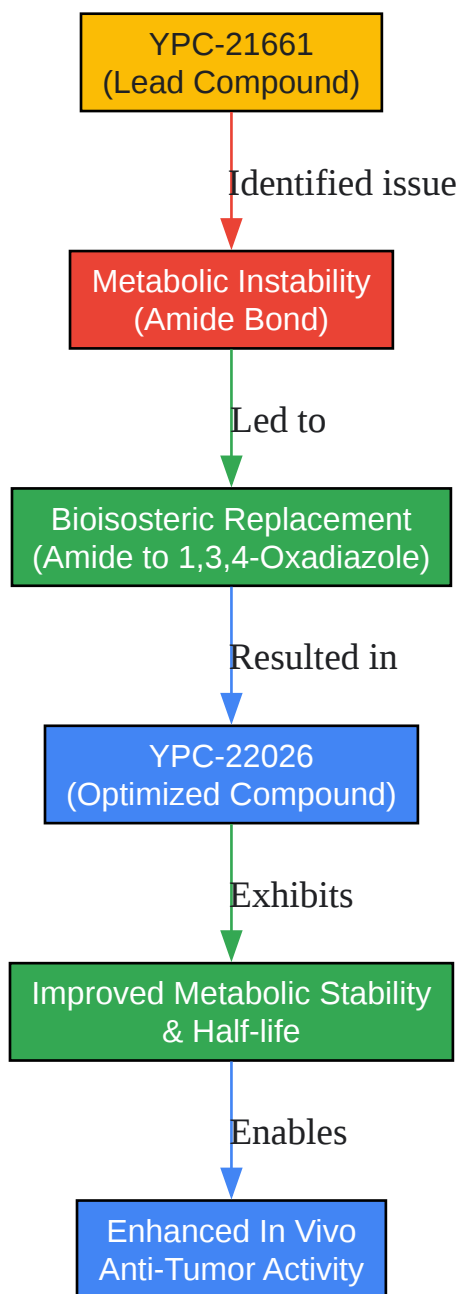 YPC-21661
(Lead Compound)
Identified issue
Metabolic Instability
(Amide Bond)
Led to
Bioisosteric Replacement
(Amide to 1,3,4-Oxadiazole)
Resulted in
YPC-22026
(Optimized Compound)
Exhibits
Improved Metabolic Stability
& Half-life
Enables
Enhanced In Vivo
Anti-Tumor Activity